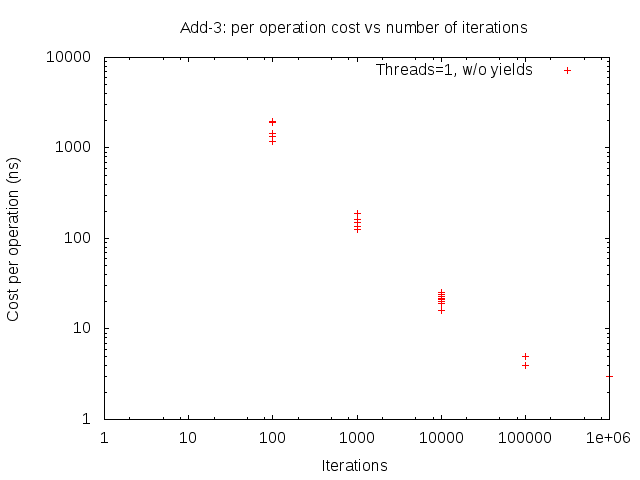 Add-3: per operation cost vs number of iterations
10000
Threads=1, w/o yields
1000
100
10
1
Cost per operation (ns)
1 10 100 1000 10000 100000 1e+06
Iterations